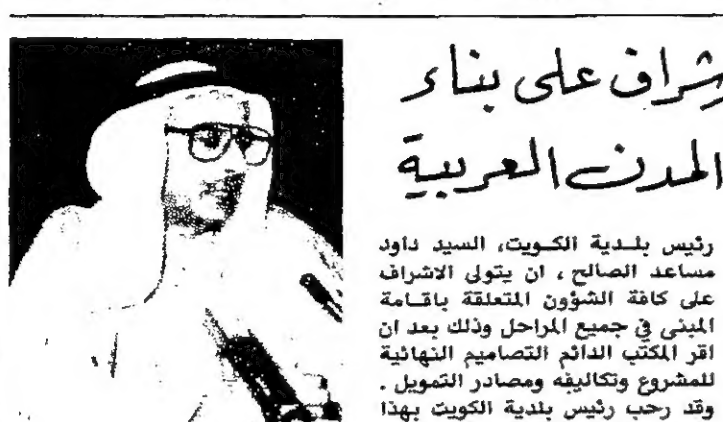 شراف على بناء
المدن العربية
رئيس بلدية الكويت، السيد داود
مساعد الصالح ، ان يتولى الاشراف
على كافة الشؤون المتعلقة باقامة
المبنى في جميع المراحل وذلك بعد ان
اقر المكتب الدائم التصاميم النهائية
للمشروع وتكاليفه ومصادر التمويل .
وقد رحب رئيس بلدية الكويت بهذا